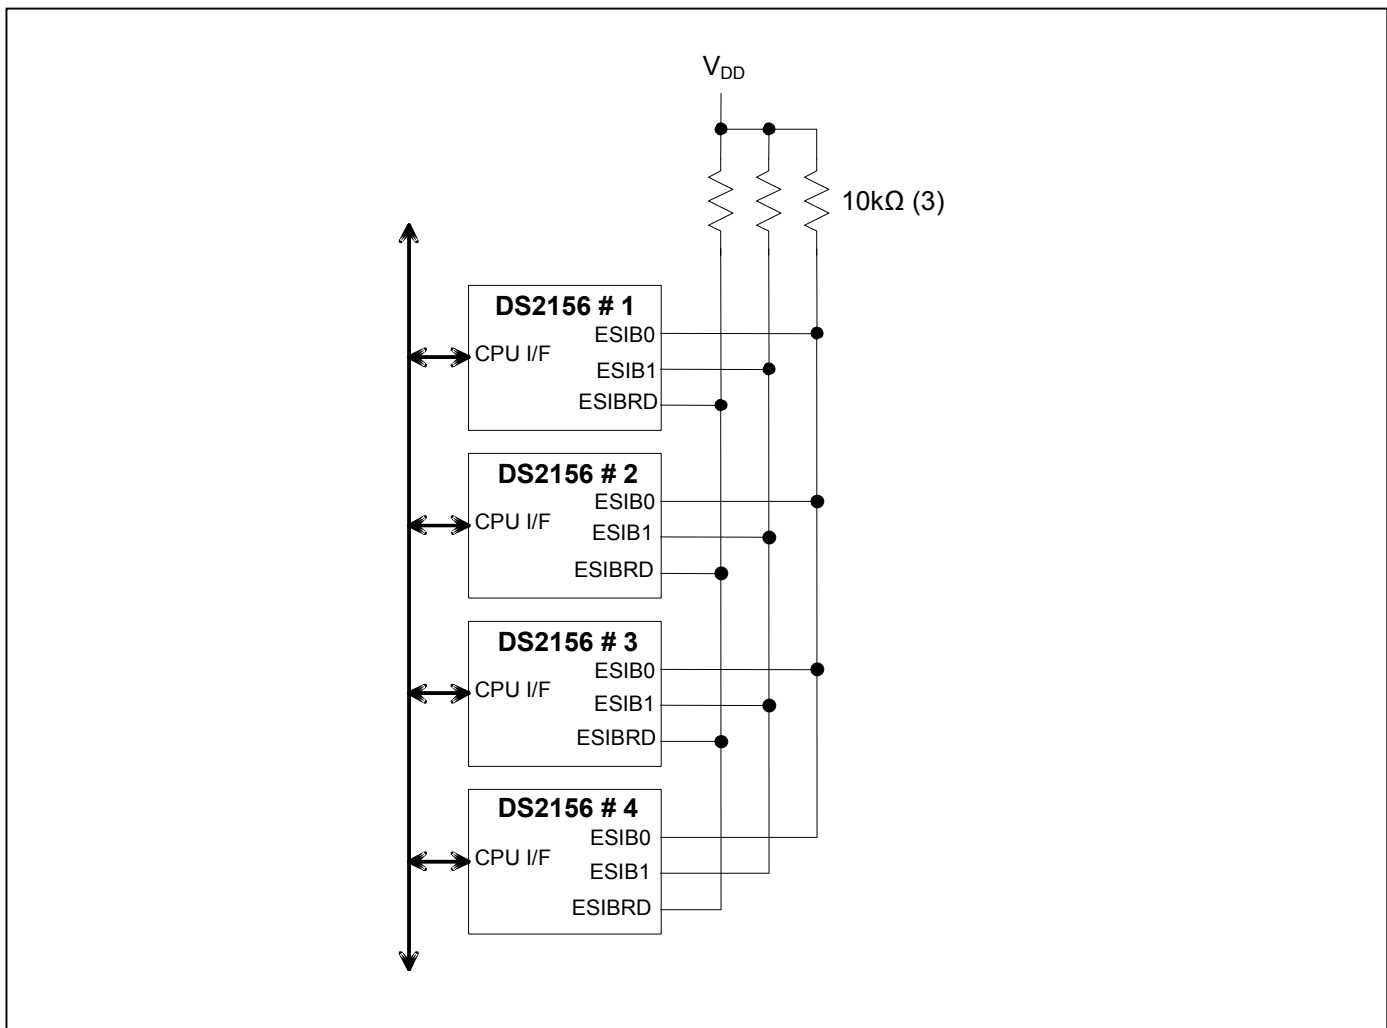 VDD
10kΩ (3)
DS2156 # 1
ESIB0
CPU I/F
ESIB1
ESIBRD
DS2156 # 2
ESIB0
CPU I/F
ESIB1
ESIBRD
DS2156 # 3
ESIB0
CPU I/F
ESIB1
ESIBRD
DS2156 # 4
ESIB0
CPU I/F
ESIB1
ESIBRD